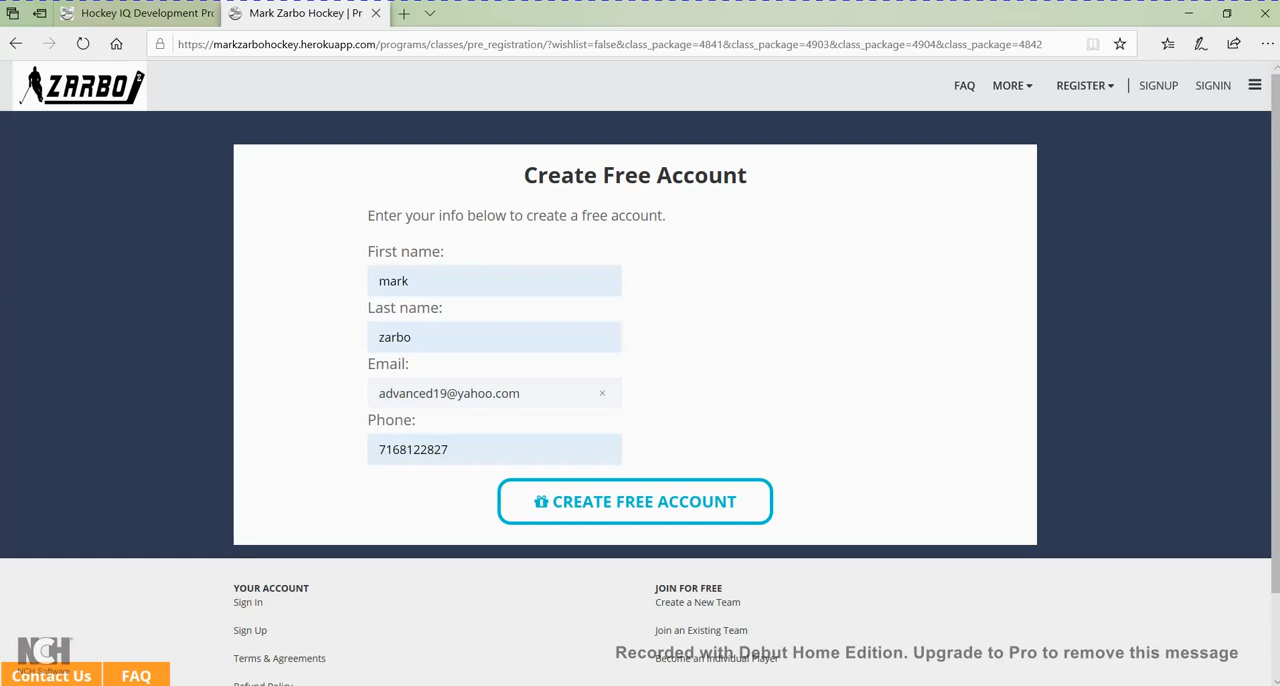 Hockey IQ Development Pr
Mark Zarbo Hockey | Pr
https://markzarbohockey.herokuapp.com/programs/classes/pre_registration/?wishlist=false&class_package=4841&class_package=4903&class_package=4904&class_package=4842
ZARBO
FAQ MORE REGISTER | SIGNUP SIGNIN
Create Free Account
Enter your info below to create a free account.
First name:
mark
Last name:
zarbo
Email:
advanced19@yahoo.com
Phone:
7168122827
CREATE FREE ACCOUNT
YOUR ACCOUNT
Sign In
Sign Up
Terms & Agreements
Refund Policy
JOIN FOR FREE
Create a New Team
Join an Existing Team
Become an Individual Player
NCH
NCH Software
Recorded with Debut Home Edition. Upgrade to Pro to remove this message
Contact Us
FAQ